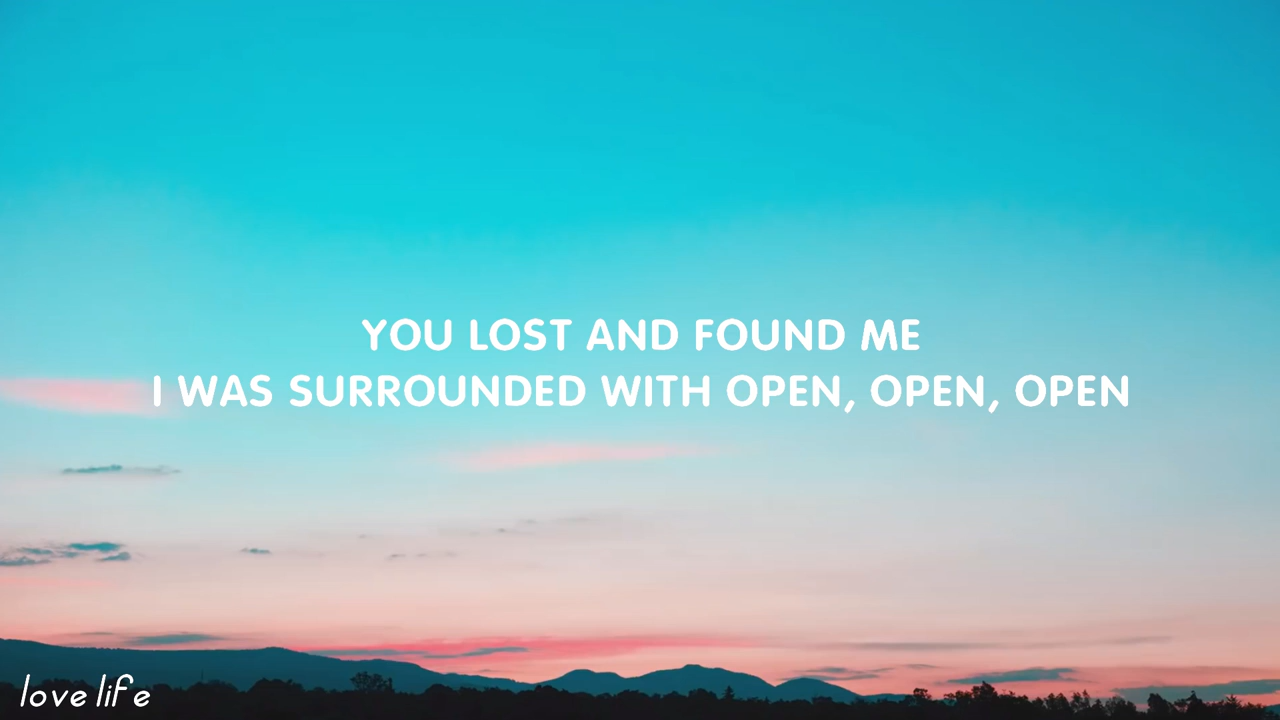 YOU LOST AND FOUND ME
I WAS SURROUNDED WITH OPEN, OPEN, OPEN
love life